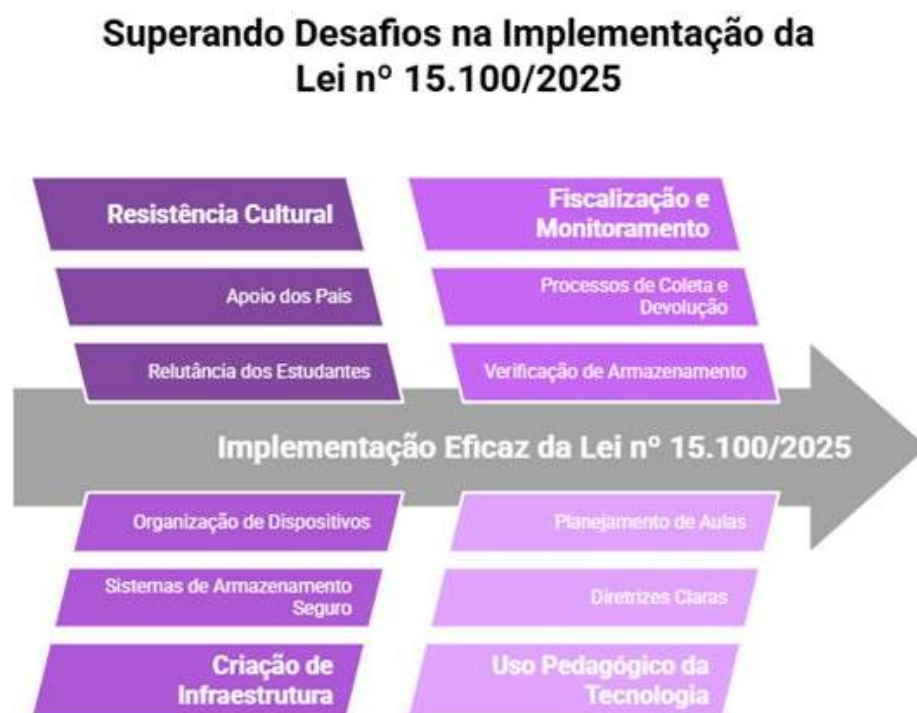 Superando Desafios na Implementação da
Lei nº 15.100/2025
Resistência Cultural
Apoio dos Pais
Relutância dos Estudantes
Fiscalização e
Monitoramento
Processos de Coleta e
Devolução
Verificação de Armazenamento
Implementação Eficaz da Lei nº 15.100/2025
Organização de Dispositivos
Sistemas de Armazenamento
Seguro
Criação de
Infraestrutura
Planejamento de Aulas
Diretrizes Claras
Uso Pedagógico da
Tecnologia